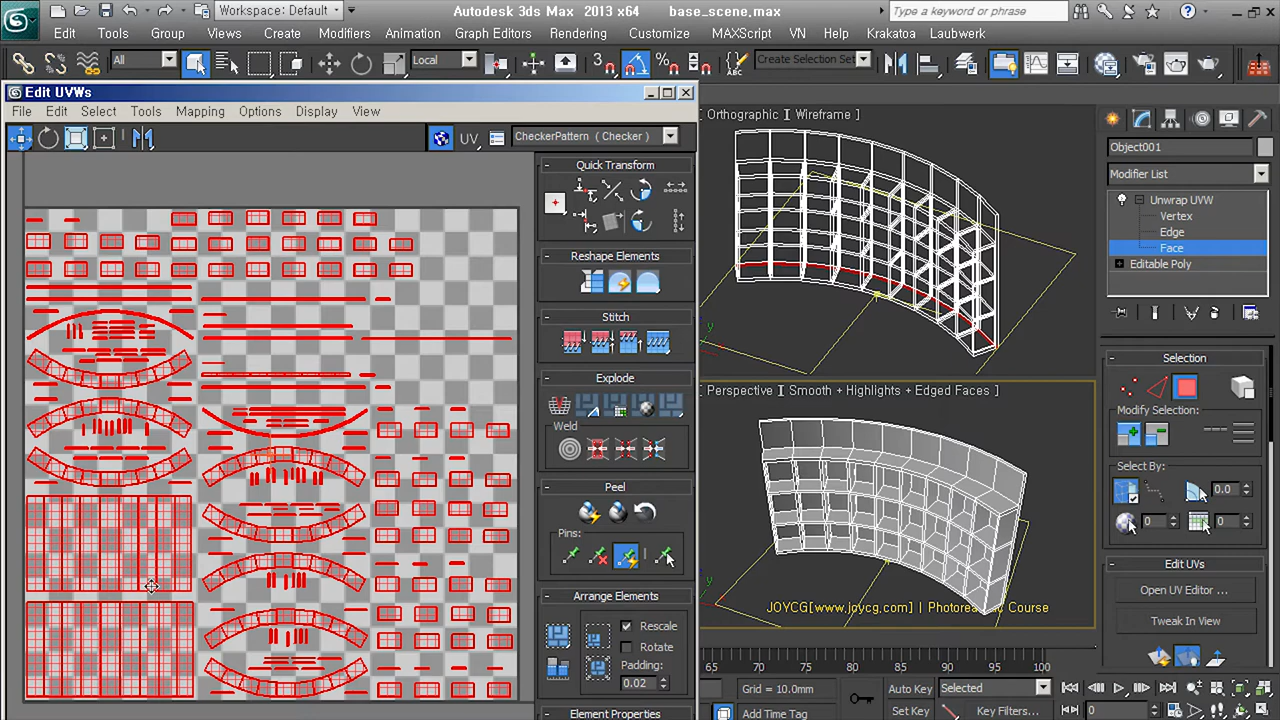 Workspace: Default
Autodesk 3ds Max 2013 x64 base_scene.max
Type a keyword or phrase
Edit Tools Group Views Create Modifiers Animation Graph Editors Rendering Customize MAXScript VN Help Krakatoa Laubwerk
All
Local
3
Create Selection Set
Edit UVWs
File Edit Select Tools Mapping Options Display View
UV
CheckerPattern ( Checker )
Quick Transform
Reshape Elements
Stitch
Explode
Weld
Peel
Pins:
Arrange Elements
Rescale
Rotate
Padding:
0.02
Element Properties
[ Orthographic ] [ Wireframe ]
y
[ Perspective ] [ Smooth + Highlights + Edged Faces ]
y
JOYCG[www.joycg.com] | Photoreal Course
65 70 75 80 85 90 95 100
Grid = 10.0mm
Add Time Tag
Auto Key
Selected
Set Key
Key Filters...
0
Object001
Modifier List
Unwrap UVW
Vertex
Edge
Face
Editable Poly
Selection
Modify Selection:
Select By:
0.0
0
0
Edit UVs
Open UV Editor ...
Tweak In View